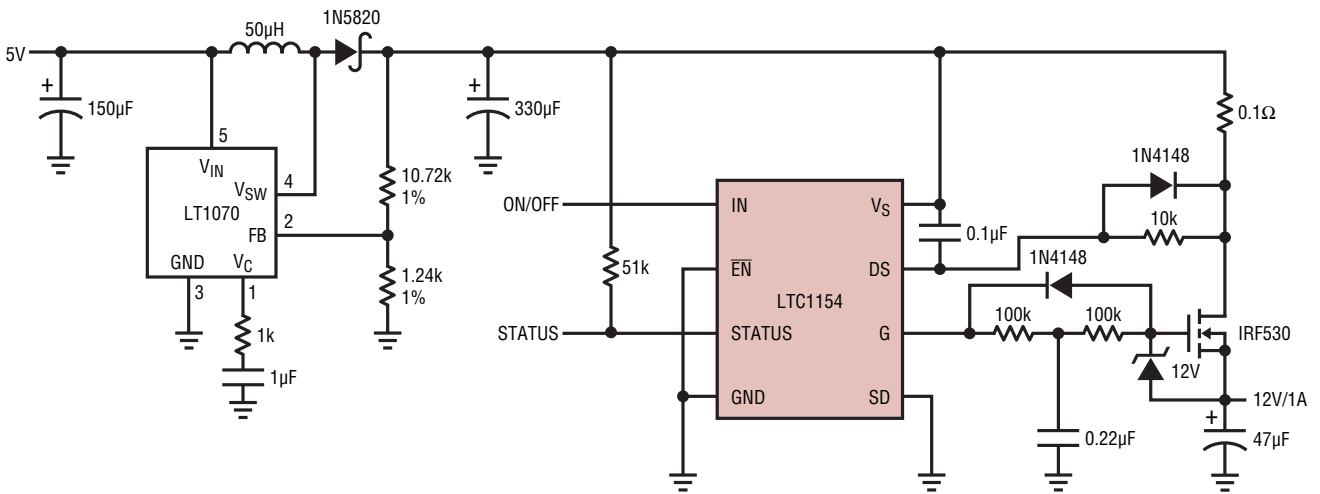 5V
50µH
1N5820
+
150µF
+
330µF
0.1Ω
5
VIN
VSW
4
LT1070
FB
2
GND
VC
3
1
10.72k
1%
1.24k
1%
1k
1µF
ON/OFF
51k
STATUS
IN
EN
STATUS
GND
LTC1154
VS
DS
G
SD
0.1µF
1N4148
10k
1N4148
100k
100k
IRF530
12V
12V/1A
0.22µF
+
47µF